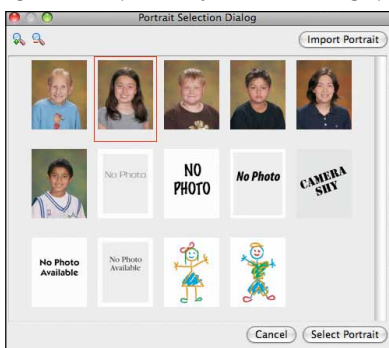 Portrait Selection Dialog
Import Portrait
No Photo
NO
PHOTO
No Photo
CAMERA
SHY
No Photo
Available
No Photo
Available
Cancel
Select Portrait